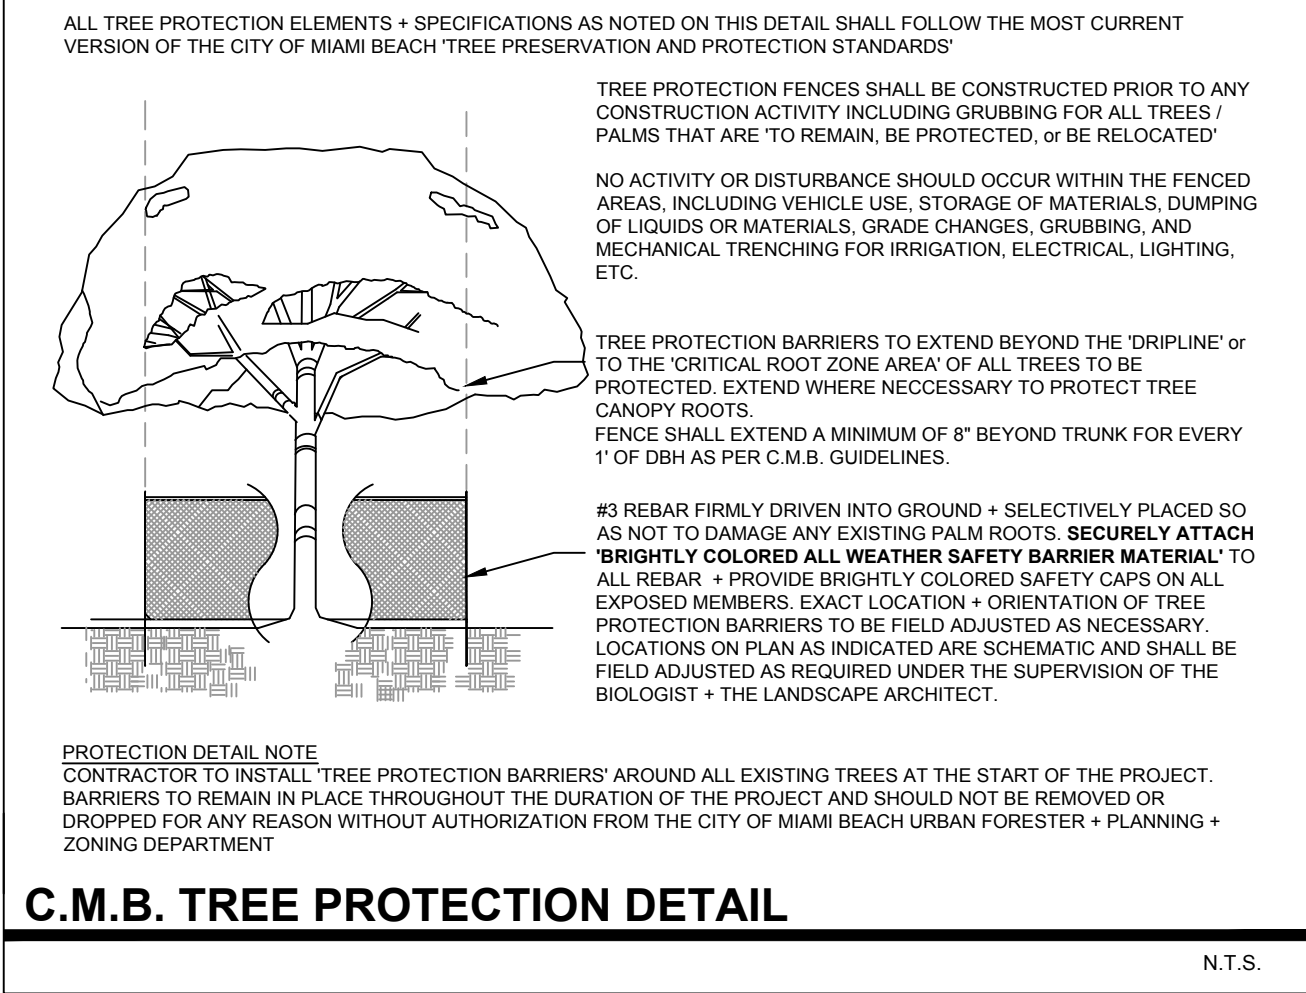 ALL TREE PROTECTION ELEMENTS + SPECIFICATIONS AS NOTED ON THIS DETAIL SHALL FOLLOW THE MOST CURRENT
VERSION OF THE CITY OF MIAMI BEACH 'TREE PRESERVATION AND PROTECTION STANDARDS'
TREE PROTECTION FENCES SHALL BE CONSTRUCTED PRIOR TO ANY
CONSTRUCTION ACTIVITY INCLUDING GRUBBING FOR ALL TREES /
PALMS THAT ARE 'TO REMAIN, BE PROTECTED, or BE RELOCATED'
NO ACTIVITY OR DISTURBANCE SHOULD OCCUR WITHIN THE FENCED
AREAS, INCLUDING VEHICLE USE, STORAGE OF MATERIALS, DUMPING
OF LIQUIDS OR MATERIALS, GRADE CHANGES, GRUBBING, AND
MECHANICAL TRENCHING FOR IRRIGATION, ELECTRICAL, LIGHTING,
ETC.
TREE PROTECTION BARRIERS TO EXTEND BEYOND THE 'DRIPLINE' or
TO THE 'CRITICAL ROOT ZONE AREA' OF ALL TREES TO BE
PROTECTED. EXTEND WHERE NECCESSARY TO PROTECT TREE
CANOPY ROOTS.
FENCE SHALL EXTEND A MINIMUM OF 8" BEYOND TRUNK FOR EVERY
1' OF DBH AS PER C.M.B. GUIDELINES.
#3 REBAR FIRMLY DRIVEN INTO GROUND + SELECTIVELY PLACED SO
AS NOT TO DAMAGE ANY EXISTING PALM ROOTS. SECURELY ATTACH
'BRIGHTLY COLORED ALL WEATHER SAFETY BARRIER MATERIAL' TO
ALL REBAR + PROVIDE BRIGHTLY COLORED SAFETY CAPS ON ALL
EXPOSED MEMBERS. EXACT LOCATION + ORIENTATION OF TREE
PROTECTION BARRIERS TO BE FIELD ADJUSTED AS NECESSARY.
LOCATIONS ON PLAN AS INDICATED ARE SCHEMATIC AND SHALL BE
FIELD ADJUSTED AS REQUIRED UNDER THE SUPERVISION OF THE
BIOLOGIST + THE LANDSCAPE ARCHITECT.
PROTECTION DETAIL NOTE
CONTRACTOR TO INSTALL 'TREE PROTECTION BARRIERS' AROUND ALL EXISTING TREES AT THE START OF THE PROJECT.
BARRIERS TO REMAIN IN PLACE THROUGHOUT THE DURATION OF THE PROJECT AND SHOULD NOT BE REMOVED OR
DROPPED FOR ANY REASON WITHOUT AUTHORIZATION FROM THE CITY OF MIAMI BEACH URBAN FORESTER + PLANNING +
ZONING DEPARTMENT
C.M.B. TREE PROTECTION DETAIL
N.T.S.